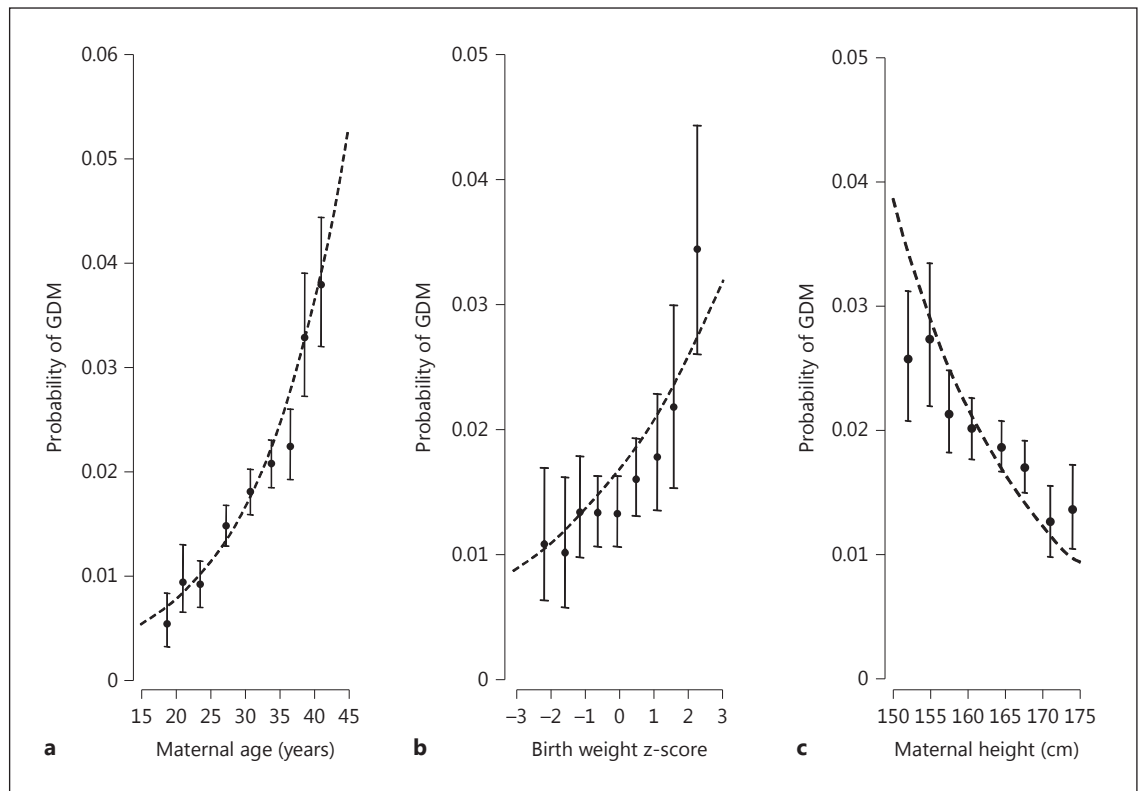 0.06
0.05
0.04
0.03
0.02
0.01
0
Probability of GDM
15 20 25 30 35 40 45
a Maternal age (years)
0.05
0.04
0.03
0.02
0.01
0
Probability of GDM
–3 –2 –1 0 1 2 3
b Birth weight z-score
0.05
0.04
0.03
0.02
0.01
0
Probability of GDM
150 155 160 165 170 175
c Maternal height (cm)